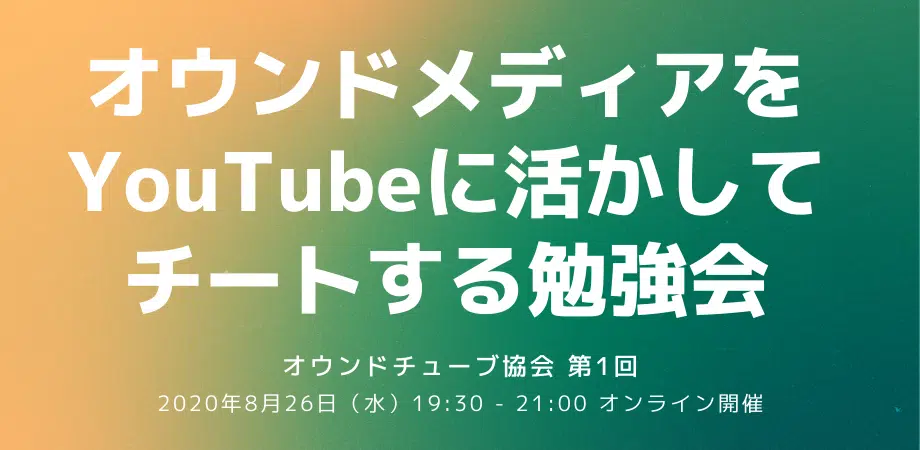 オウンドメディアを
YouTubeに活かして
チートする勉強会
オウンドチューブ協会 第1回
2020年8月26日（水）19:30 - 21:00 オンライン開催